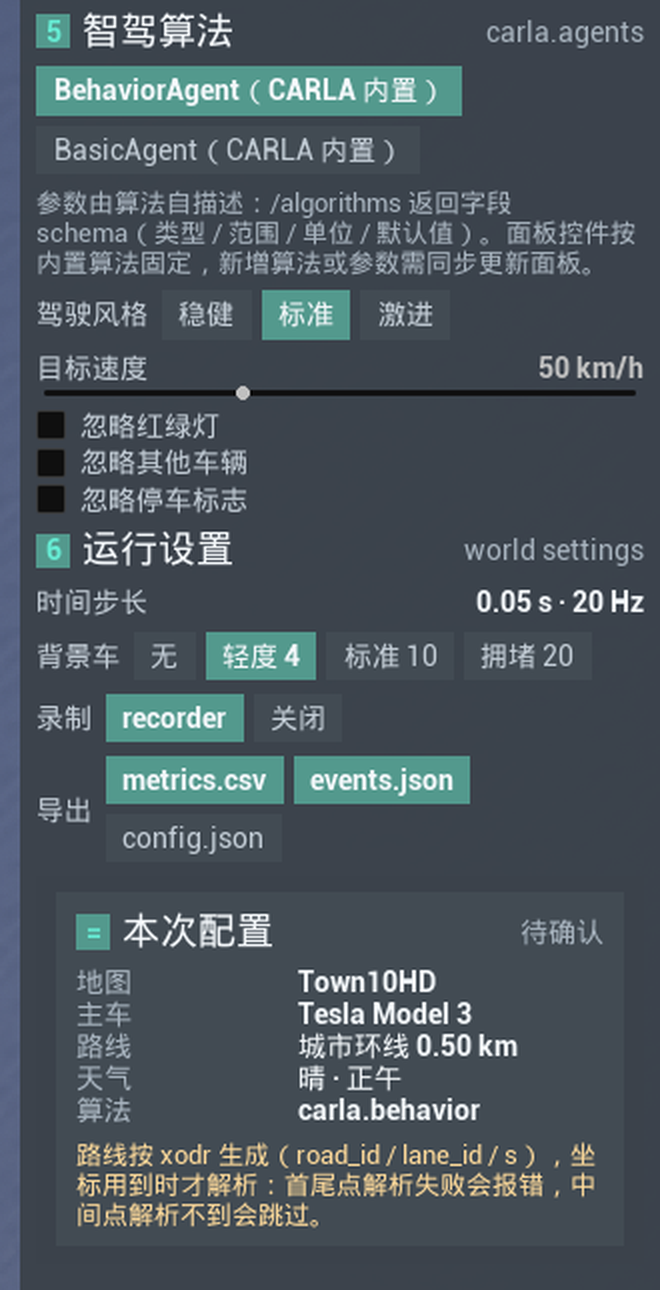 5 智驾算法 carla.agents
BehaviorAgent（CARLA 内置）
BasicAgent（CARLA 内置）
参数由算法自描述：/algorithms 返回字段
schema（类型 / 范围 / 单位 / 默认值）。面板控件按
内置算法固定，新增算法或参数需同步更新面板。
驾驶风格 稳健 标准 激进
目标速度 50 km/h
忽略红绿灯
忽略其他车辆
忽略停车标志
6 运行设置 world settings
时间步长 0.05 s · 20 Hz
背景车 无 轻度 4 标准 10 拥堵 20
录制 recorder 关闭
导出 metrics.csv events.json
config.json
= 本次配置 待确认
地图 Town10HD
主车 Tesla Model 3
路线 城市环线 0.50 km
天气 晴 · 正午
算法 carla.behavior
路线按 xodr 生成（road_id / lane_id / s），坐
标用到时才解析：首尾点解析失败会报错，中
间点解析不到会跳过。